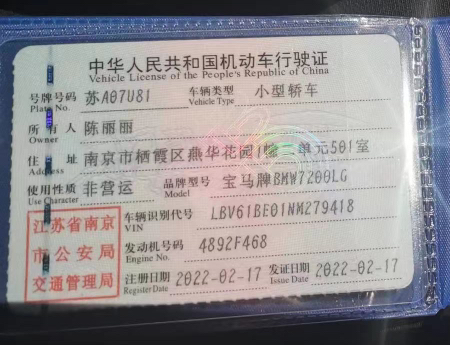 中华人民共和国机动车行驶证
Vehicle License of the People's Republic of China
号牌号码 苏A07U81 车辆类型 小型轿车
Plate No. Vehicle Type
所有人 陈丽丽
Owner
住址 南京市栖霞区燕华花园1幢二单元501室
Address
使用性质 非营运 品牌型号 宝马牌BMW7200LG
Use Character Model
江苏省南京
市公安局
交通管理局
车辆识别代号 LBV61BE01NM279418
VIN
发动机号码 4892F468
Engine No.
注册日期 2022-02-17 发证日期 2022-02-17
Register Date Issue Date